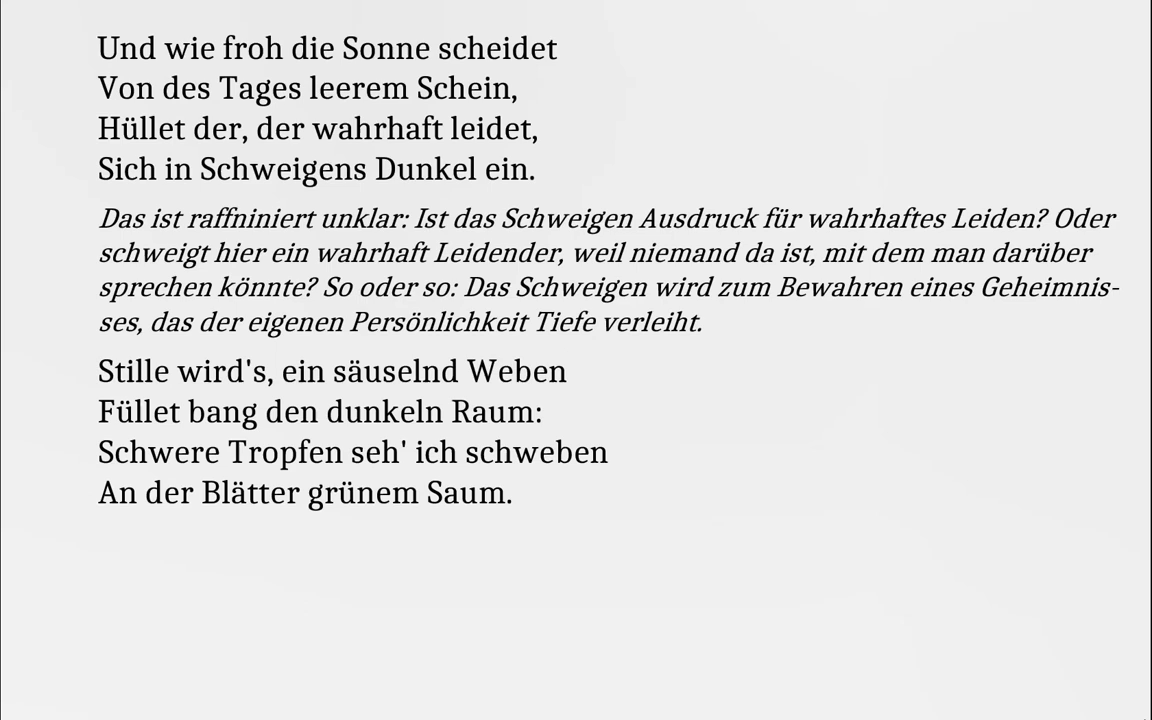 Und wie froh die Sonne scheidet
Von des Tages leerem Schein,
Hüllet der, der wahrhaft leidet,
Sich in Schweigens Dunkel ein.
Das ist raffniniert unklar: Ist das Schweigen Ausdruck für wahrhaftes Leiden? Oder
schweigt hier ein wahrhaft Leidender, weil niemand da ist, mit dem man darüber
sprechen könnte? So oder so: Das Schweigen wird zum Bewahren eines Geheimnis-
ses, das der eigenen Persönlichkeit Tiefe verleiht.
Stille wird's, ein säuselnd Weben
Füllet bang den dunkeln Raum:
Schwere Tropfen seh' ich schweben
An der Blätter grünem Saum.